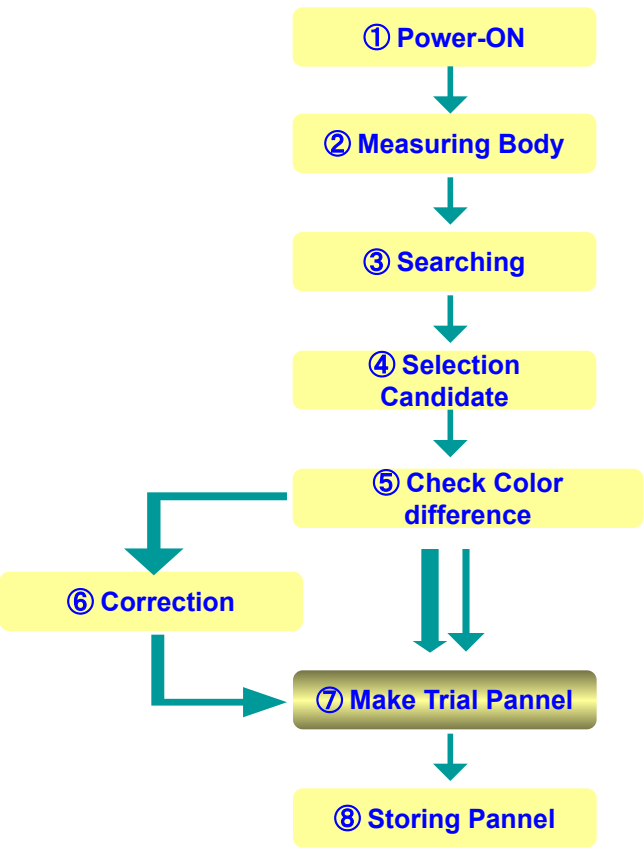 ① Power-ON
② Measuring Body
③ Searching
④ Selection
Candidate
⑤ Check Color
difference
⑥ Correction
⑦ Make Trial Pannel
⑧ Storing Pannel